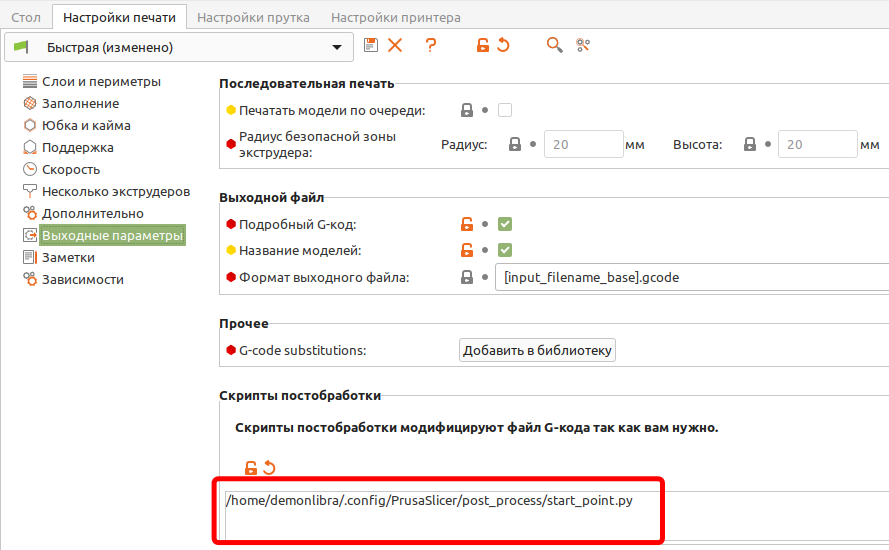 Стол Настройки печати Настройки прутка Настройки принтера
Быстрая (изменено) ?
Слои и периметры
Заполнение
Юбка и кайма
Поддержка
Скорость
Несколько экструдеров
Дополнительно
Выходные параметры
Заметки
Зависимости
Последовательная печать
Печатать модели по очереди:
Радиус безопасной зоны
экструдера:
Радиус: 20 мм Высота: 20 мм
Выходной файл
Подробный G-код:
Название моделей:
Формат выходного файла: [input_filename_base].gcode
Прочее
G-code substitutions: Добавить в библиотеку
Скрипты постобработки
Скрипты постобработки модифицируют файл G-кода так как вам нужно.
/home/demonlibra/.config/PrusaSlicer/post_process/start_point.py